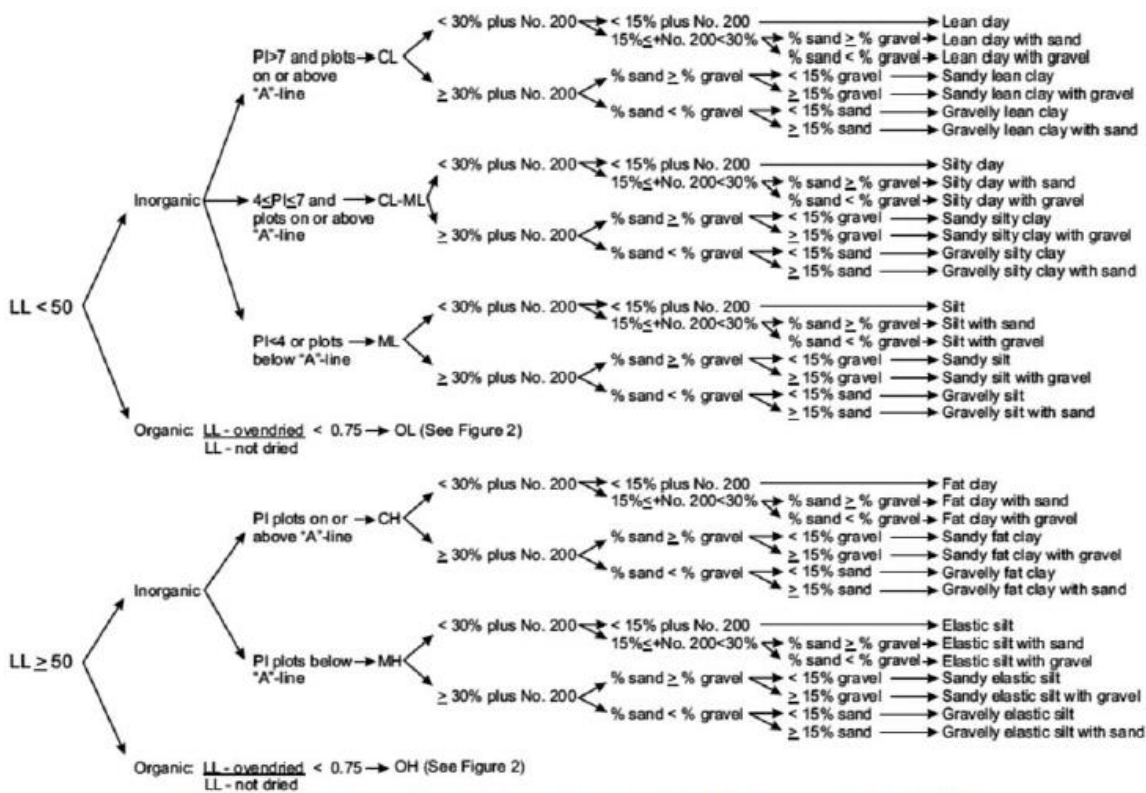 < 30% plus No. 200 < 15% plus No. 200 Lean clay
15%≤+No. 200<30% % sand ≥ % gravel Lean clay with sand
% sand < % gravel Lean clay with gravel
PI>7 and plots
on or above
"A"-line
CL
≥ 30% plus No. 200 % sand ≥ % gravel < 15% gravel Sandy lean clay
≥ 15% gravel Sandy lean clay with gravel
% sand < % gravel < 15% sand Gravelly lean clay
≥ 15% sand Gravelly lean clay with sand
< 30% plus No. 200 < 15% plus No. 200 Silty clay
15%≤+No. 200<30% % sand ≥ % gravel Silty clay with sand
% sand < % gravel Silty clay with gravel
Inorganic
4≤PI≤7 and
plots on or above
"A"-line
CL-ML
≥ 30% plus No. 200 % sand ≥ % gravel < 15% gravel Sandy silty clay
≥ 15% gravel Sandy silty clay with gravel
% sand < % gravel < 15% sand Gravelly silty clay
≥ 15% sand Gravelly silty clay with sand
LL < 50
< 30% plus No. 200 < 15% plus No. 200 Silt
15%≤+No. 200<30% % sand ≥ % gravel Silt with sand
% sand < % gravel Silt with gravel
PI<4 or plots
below "A"-line
ML
≥ 30% plus No. 200 % sand ≥ % gravel < 15% gravel Sandy silt
≥ 15% gravel Sandy silt with gravel
% sand < % gravel < 15% sand Gravelly silt
≥ 15% sand Gravelly silt with sand
Organic: LL - ovendried < 0.75 OL (See Figure 2)
LL - not dried
< 30% plus No. 200 < 15% plus No. 200 Fat clay
15%≤+No. 200<30% % sand ≥ % gravel Fat clay with sand
% sand < % gravel Fat clay with gravel
PI plots on or
above "A"-line
CH
≥ 30% plus No. 200 % sand ≥ % gravel < 15% gravel Sandy fat clay
≥ 15% gravel Sandy fat clay with gravel
% sand < % gravel < 15% sand Gravelly fat clay
≥ 15% sand Gravelly fat clay with sand
Inorganic
LL ≥ 50
< 30% plus No. 200 < 15% plus No. 200 Elastic silt
15%≤+No. 200<30% % sand ≥ % gravel Elastic silt with sand
% sand < % gravel Elastic silt with gravel
PI plots below
"A"-line
MH
≥ 30% plus No. 200 % sand ≥ % gravel < 15% gravel Sandy elastic silt
≥ 15% gravel Sandy elastic silt with gravel
% sand < % gravel < 15% sand Gravelly elastic silt
≥ 15% sand Gravelly elastic silt with sand
Organic: LL - ovendried < 0.75 OH (See Figure 2)
LL - not dried